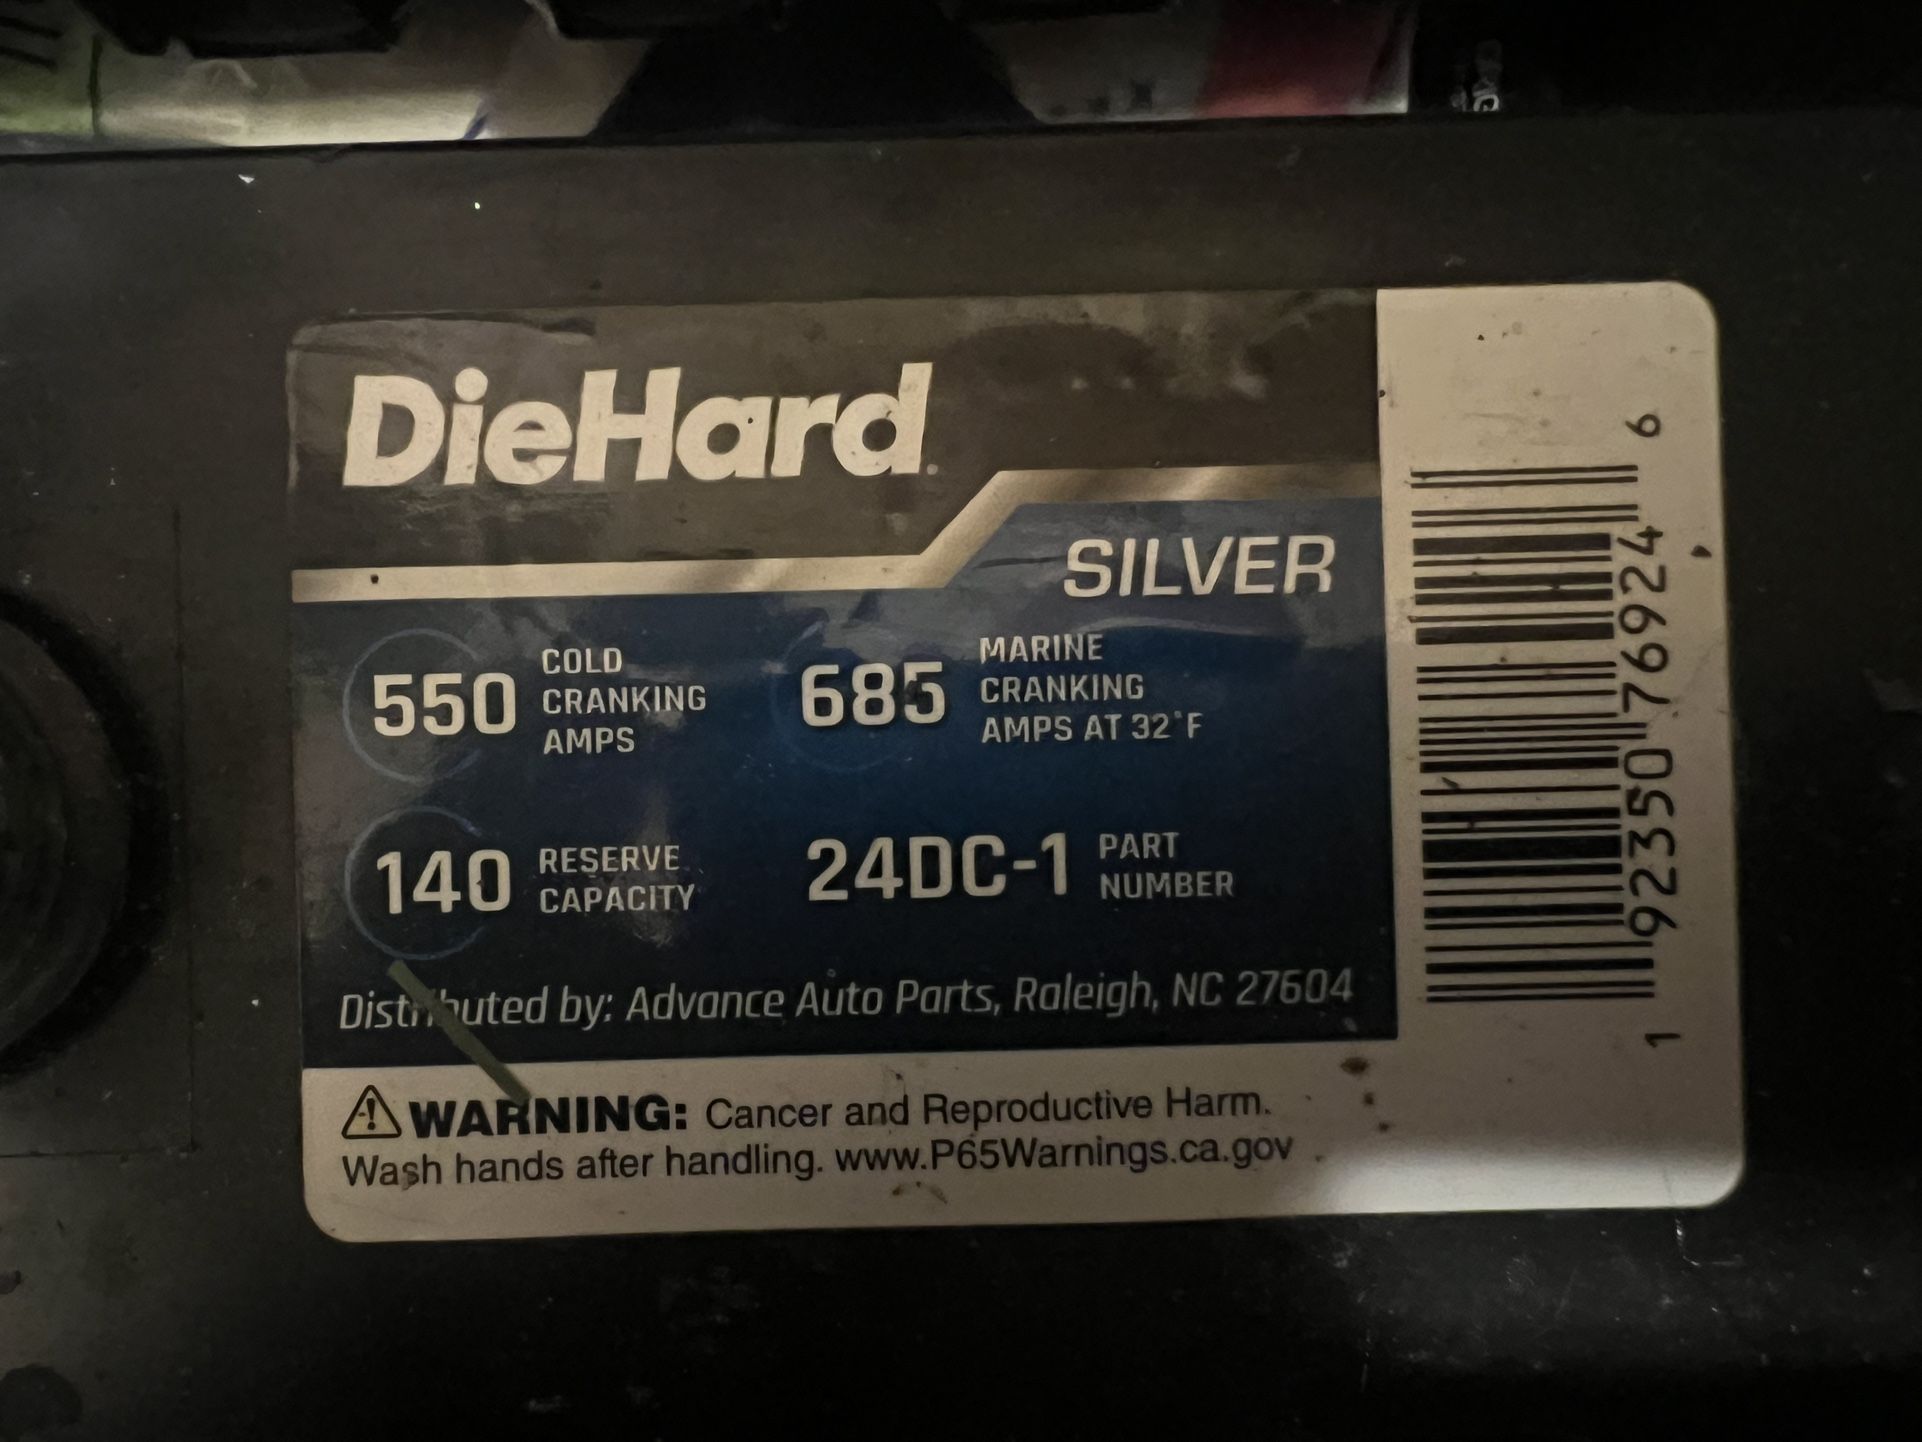 DieHard
SILVER
550 COLD CRANKING AMPS
685 MARINE CRANKING AMPS AT 32°F
140 RESERVE CAPACITY
24DC-1 PART NUMBER
Distributed by: Advance Auto Parts, Raleigh, NC 27604
WARNING: Cancer and Reproductive Harm.
Wash hands after handling. www.P65Warnings.ca.gov
1 92350 76924 6